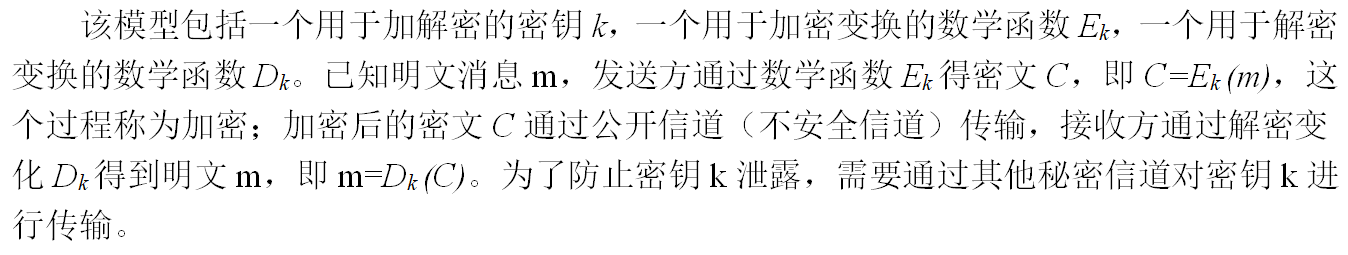 该模型包括一个用于加解密的密钥 k，一个用于加密变换的数学函数 Ek，一个用于解密
变换的数学函数 Dk。已知明文消息 m，发送方通过数学函数 Ek 得密文 C，即 C=Ek(m)，这
个过程称为加密；加密后的密文 C 通过公开信道（不安全信道）传输，接收方通过解密变
化 Dk 得到明文 m，即 m=Dk(C)。为了防止密钥 k 泄露，需要通过其他秘密信道对密钥 k 进
行传输。